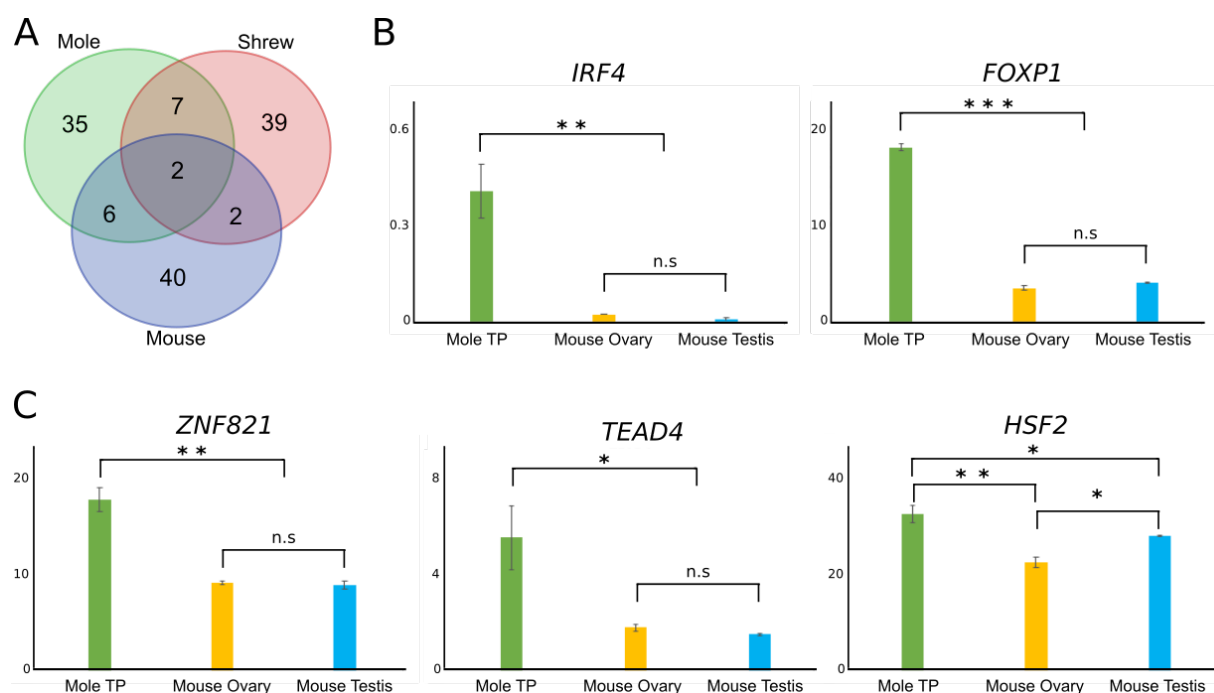 A
Mole
Shrew
35
7
39
2
6
2
40
Mouse
B
IRF4
0.6
0.3
0
* *
n.s
Mole TP Mouse Ovary Mouse Testis
FOXP1
20
10
0
* * *
n.s
Mole TP Mouse Ovary Mouse Testis
C
ZNF821
20
10
0
* *
n.s
Mole TP Mouse Ovary Mouse Testis
TEAD4
8
4
0
*
n.s
Mole TP Mouse Ovary Mouse Testis
HSF2
40
20
0
*
* *
*
Mole TP Mouse Ovary Mouse Testis